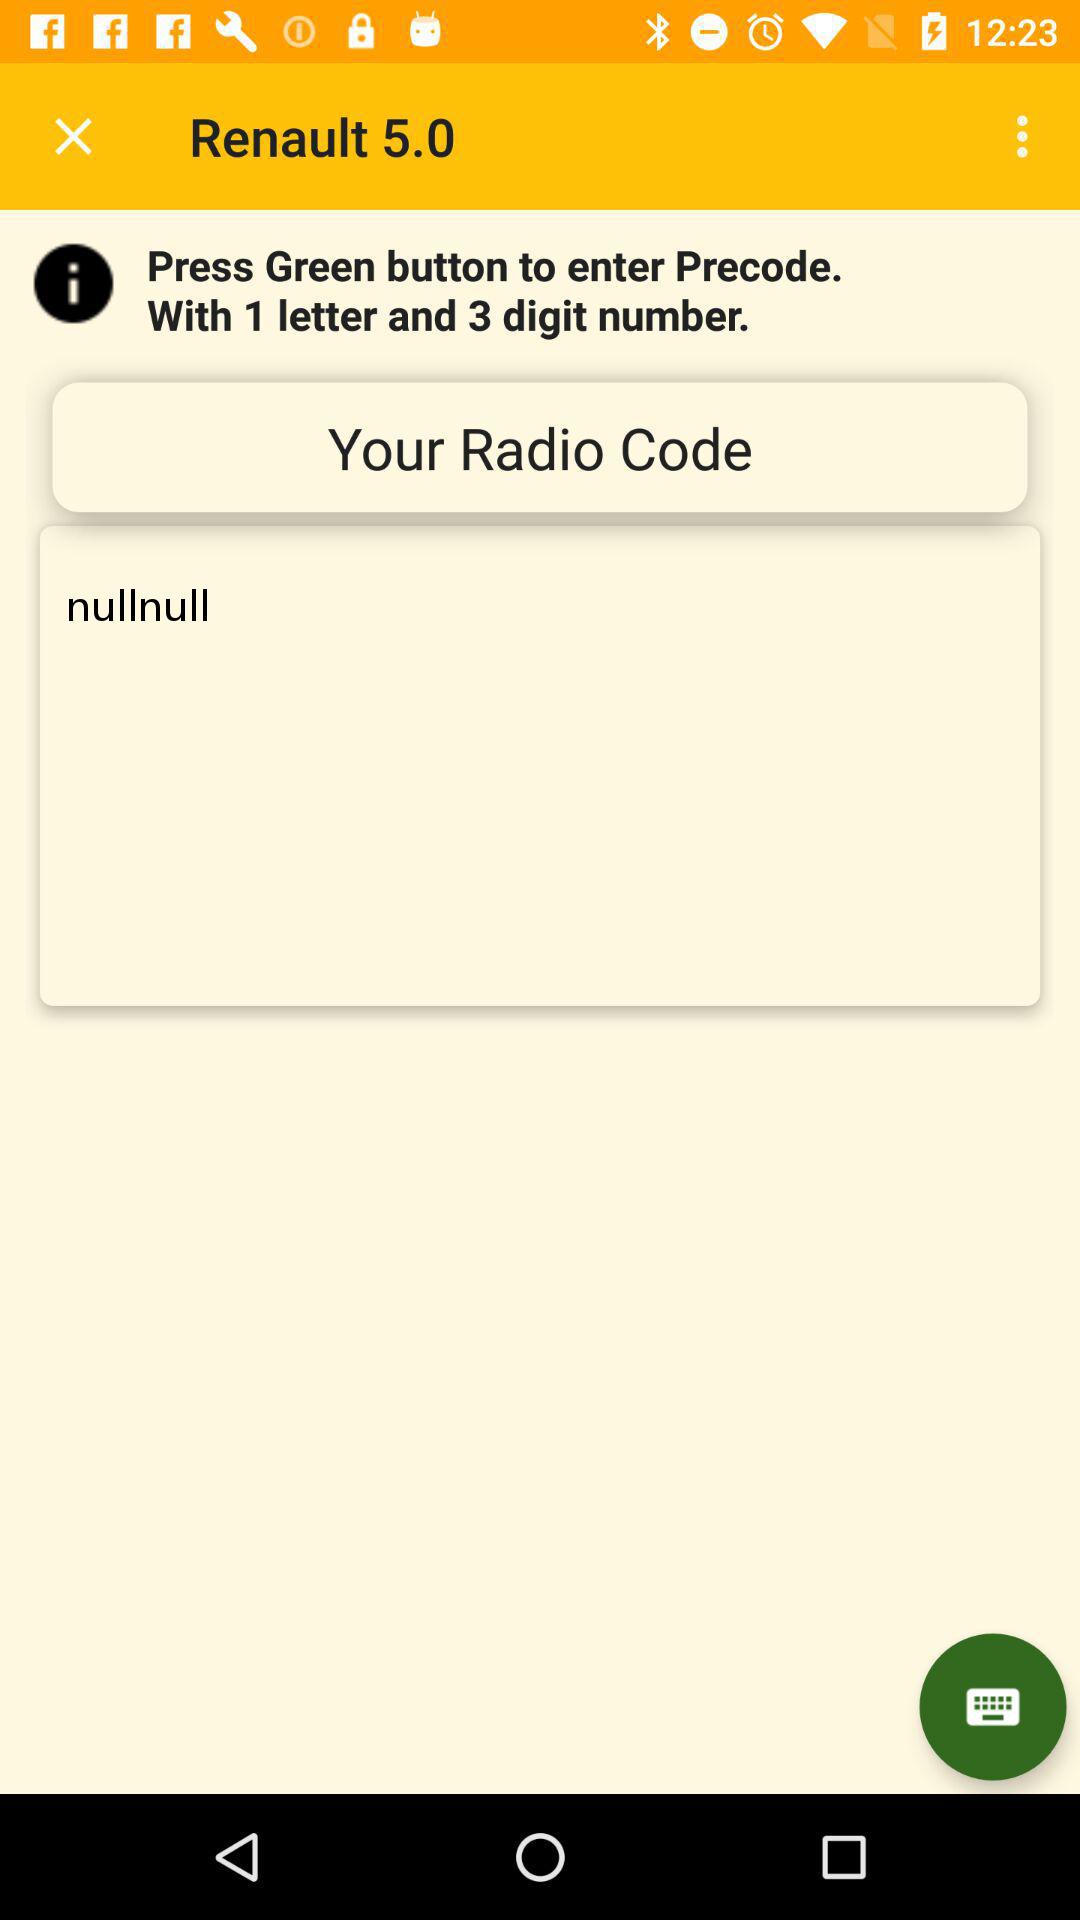 12:23
Renault 5.0
Press Green button to enter Precode.
With 1 letter and 3 digit number.
Your Radio Code
nullnull